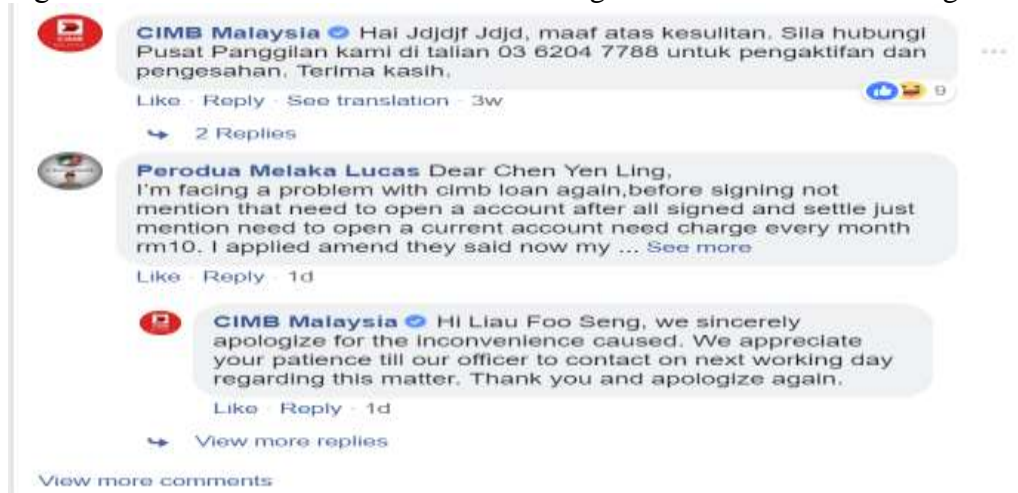 CIMB Malaysia Hai Jdjdjf Jdjd, maaf atas kesulitan. Sila hubungi
Pusat Panggilan kami di talian 03 6204 7788 untuk pengaktifan dan
pengesahan. Terima kasih.
Like · Reply · See translation · 3w
9
2 Replies
Perodua Melaka Lucas Dear Chen Yen Ling,
I'm facing a problem with cimb loan again,before signing not
mention that need to open a account after all signed and settle just
mention need to open a current account need charge every month
rm10. I applied amend they said now my ... See more
Like · Reply · 1d
CIMB Malaysia Hi Liau Foo Seng, we sincerely
apologize for the inconvenience caused. We appreciate
your patience till our officer to contact on next working day
regarding this matter. Thank you and apologize again.
Like · Reply · 1d
View more replies
View more comments